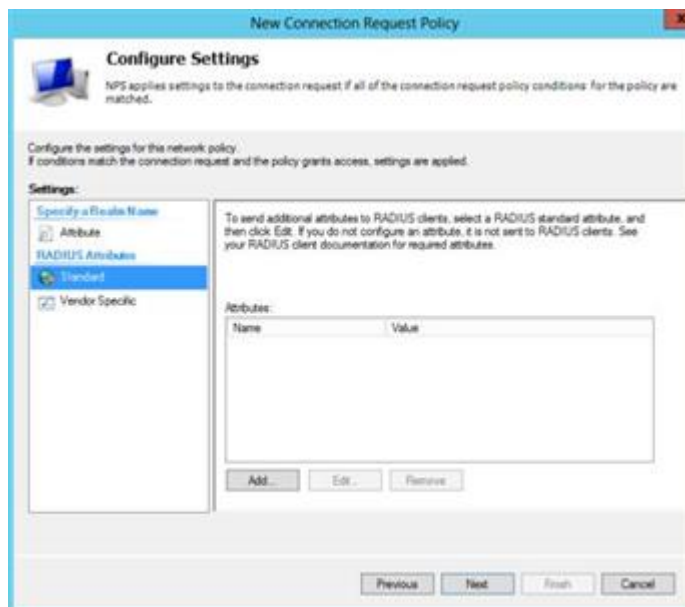 New Connection Request Policy
X
Configure Settings
NPS applies settings to the connection request if all of the connection request policy conditions for the policy are
matched.
Configure the settings for this network policy.
If conditions match the connection request and the policy grants access, settings are applied.
Settings:
Specify a Realm Name
Attribute
RADIUS Attributes
Standard
Vendor Specific
To send additional attributes to RADIUS clients, select a RADIUS standard attribute, and
then click Edit. If you do not configure an attribute, it is not sent to RADIUS clients. See
your RADIUS client documentation for required attributes.
Attributes:
Name Value
Add... Edit... Remove
Previous Next Finish Cancel